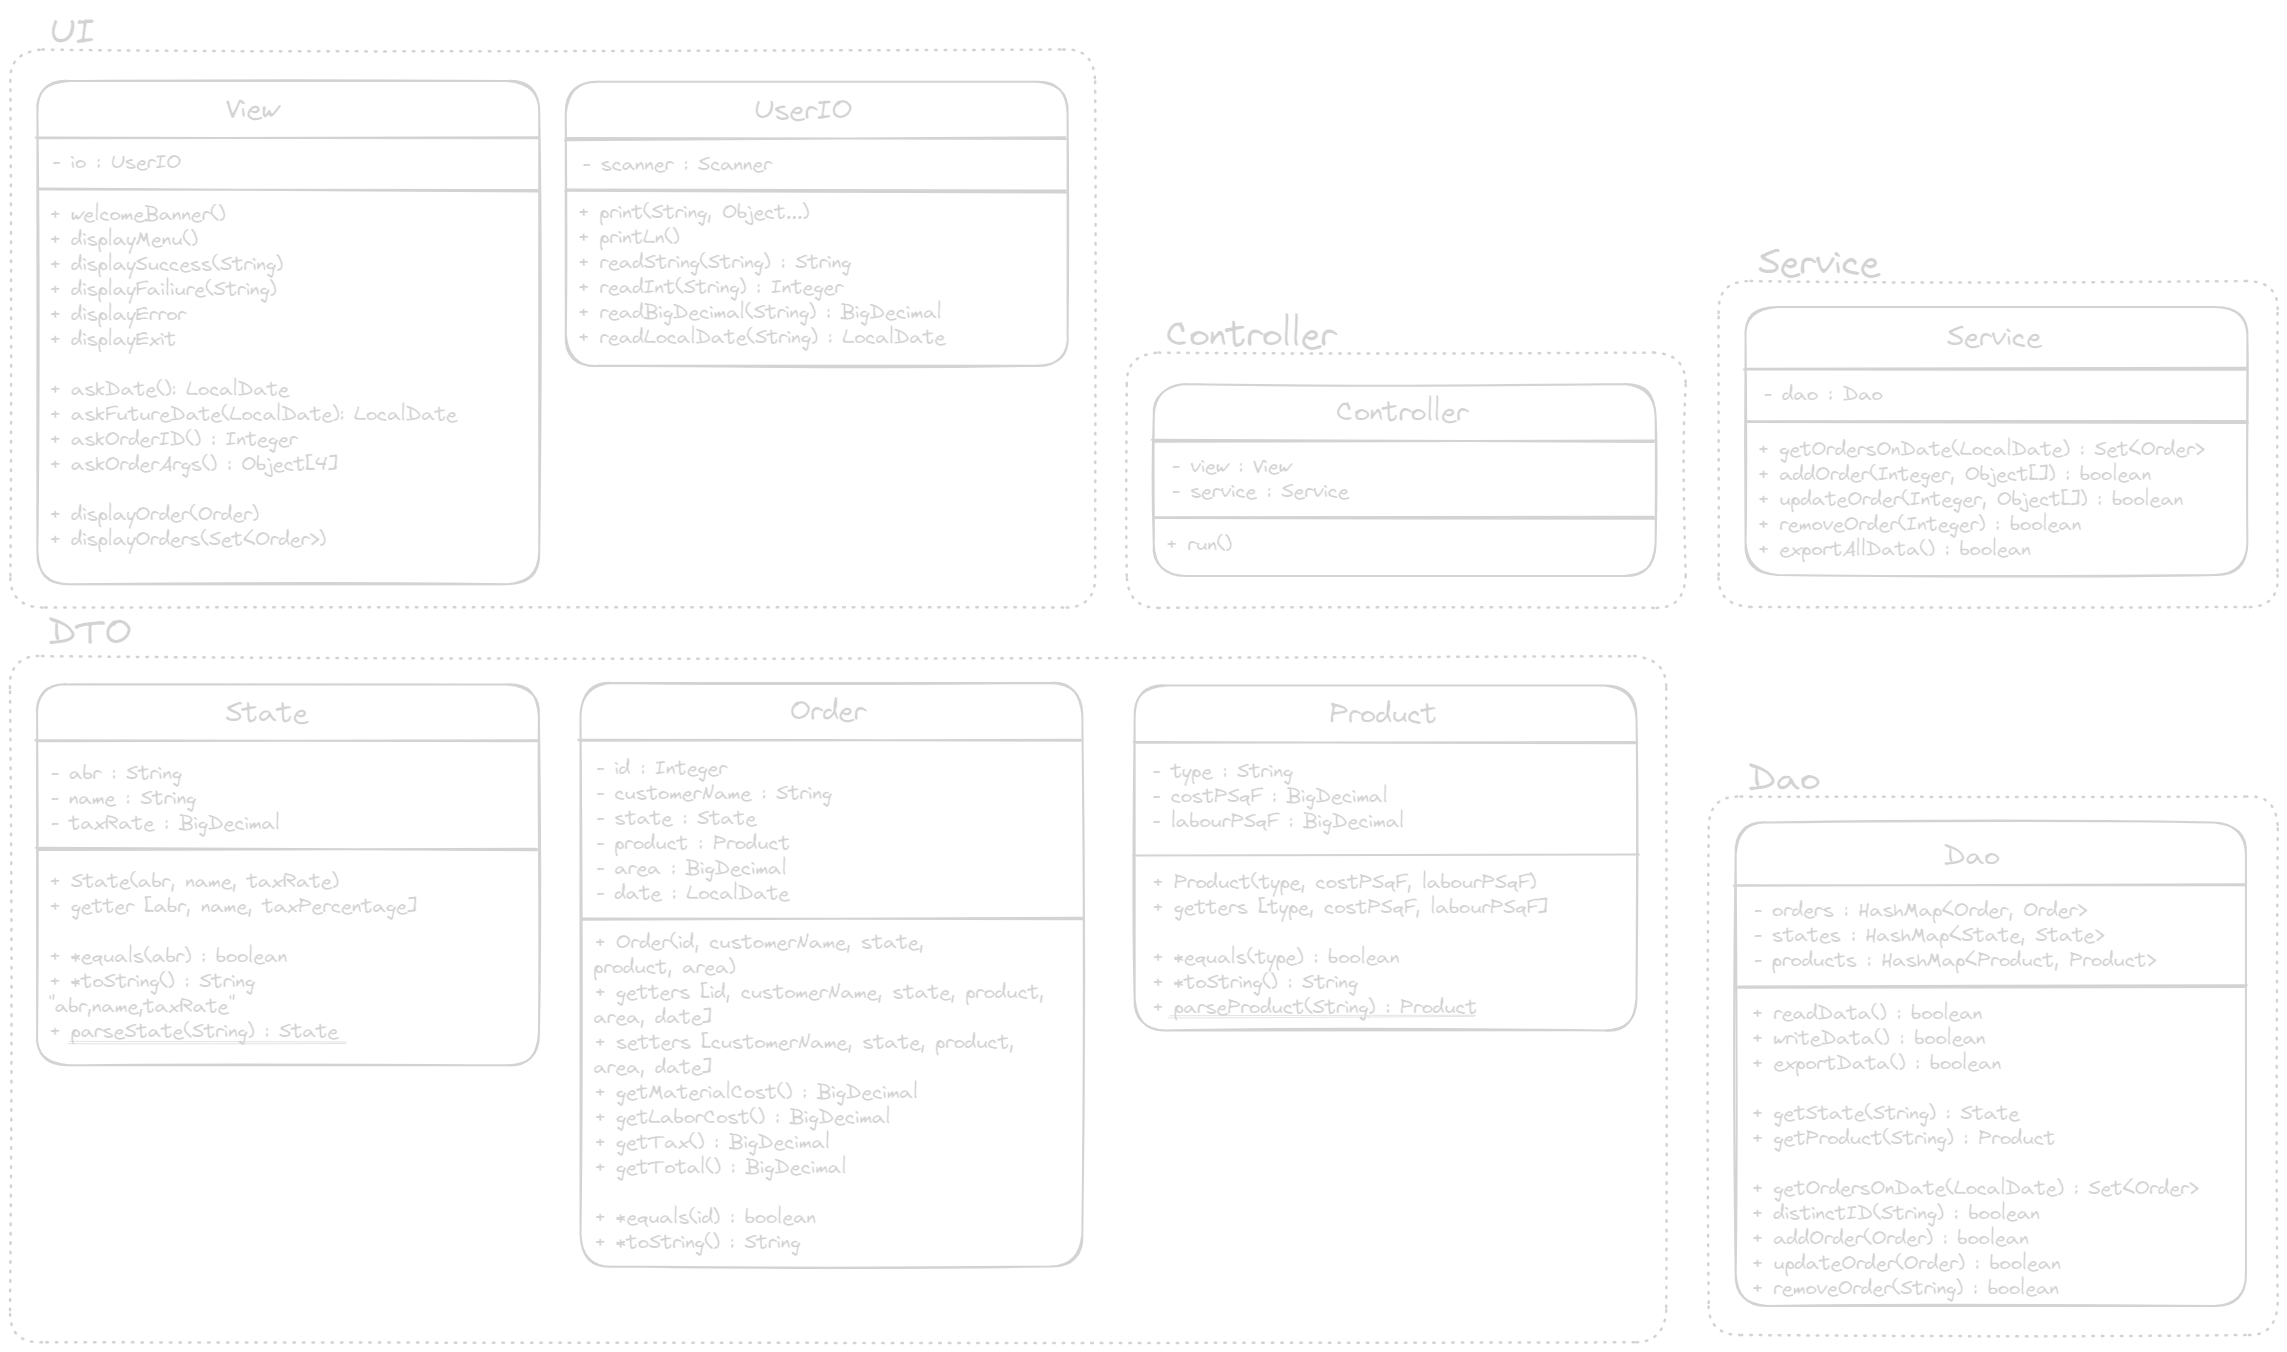 UI
View
- io : UserIO
+ welcomeBanner()
+ displayMenu()
+ displaySuccess(String)
+ displayFailiure(String)
+ displayError
+ displayExit
+ askDate(): LocalDate
+ askFutureDate(LocalDate): LocalDate
+ askOrderID() : Integer
+ askOrderArgs() : Object[4]
+ displayOrder(Order)
+ displayOrders(Set<Order>)
UserIO
- scanner : Scanner
+ print(String, Object...)
+ printLn()
+ readString(String) : String
+ readInt(String) : Integer
+ readBigDecimal(String) : BigDecimal
+ readLocalDate(String) : LocalDate
Controller
Controller
- view : View
- service : Service
+ run()
Service
Service
- dao : Dao
+ getOrdersOnDate(LocalDate) : Set<Order>
+ addOrder(Integer, Object[]) : boolean
+ updateOrder(Integer, Object[]) : boolean
+ removeOrder(Integer) : boolean
+ exportAllData() : boolean
DTO
State
- abr : String
- name : String
- taxRate : BigDecimal
+ State(abr, name, taxRate)
+ getter [abr, name, taxPercentage]
+ *equals(abr) : boolean
+ *toString() : String
"abr,name,taxRate"
+ parseState(String) : State
Order
- id : Integer
- customerName : String
- state : State
- product : Product
- area : BigDecimal
- date : LocalDate
+ Order(id, customerName, state,
product, area)
+ getters [id, customerName, state, product,
area, date]
+ setters [customerName, state, product,
area, date]
+ getMaterialCost() : BigDecimal
+ getLaborCost() : BigDecimal
+ getTax() : BigDecimal
+ getTotal() : BigDecimal
+ *equals(id) : boolean
+ *toString() : String
Product
- type : String
- costPSqF : BigDecimal
- labourPSqF : BigDecimal
+ Product(type, costPSqF, labourPSqF)
+ getters [type, costPSqF, labourPSqF]
+ *equals(type) : boolean
+ *toString() : String
+ parseProduct(String) : Product
Dao
Dao
- orders : HashMap<Order, Order>
- states : HashMap<State, State>
- products : HashMap<Product, Product>
+ readData() : boolean
+ writeData() : boolean
+ exportData() : boolean
+ getState(String) : State
+ getProduct(String) : Product
+ getOrdersOnDate(LocalDate) : Set<Order>
+ distinctID(String) : boolean
+ addOrder(Order) : boolean
+ updateOrder(Order) : boolean
+ removeOrder(String) : boolean